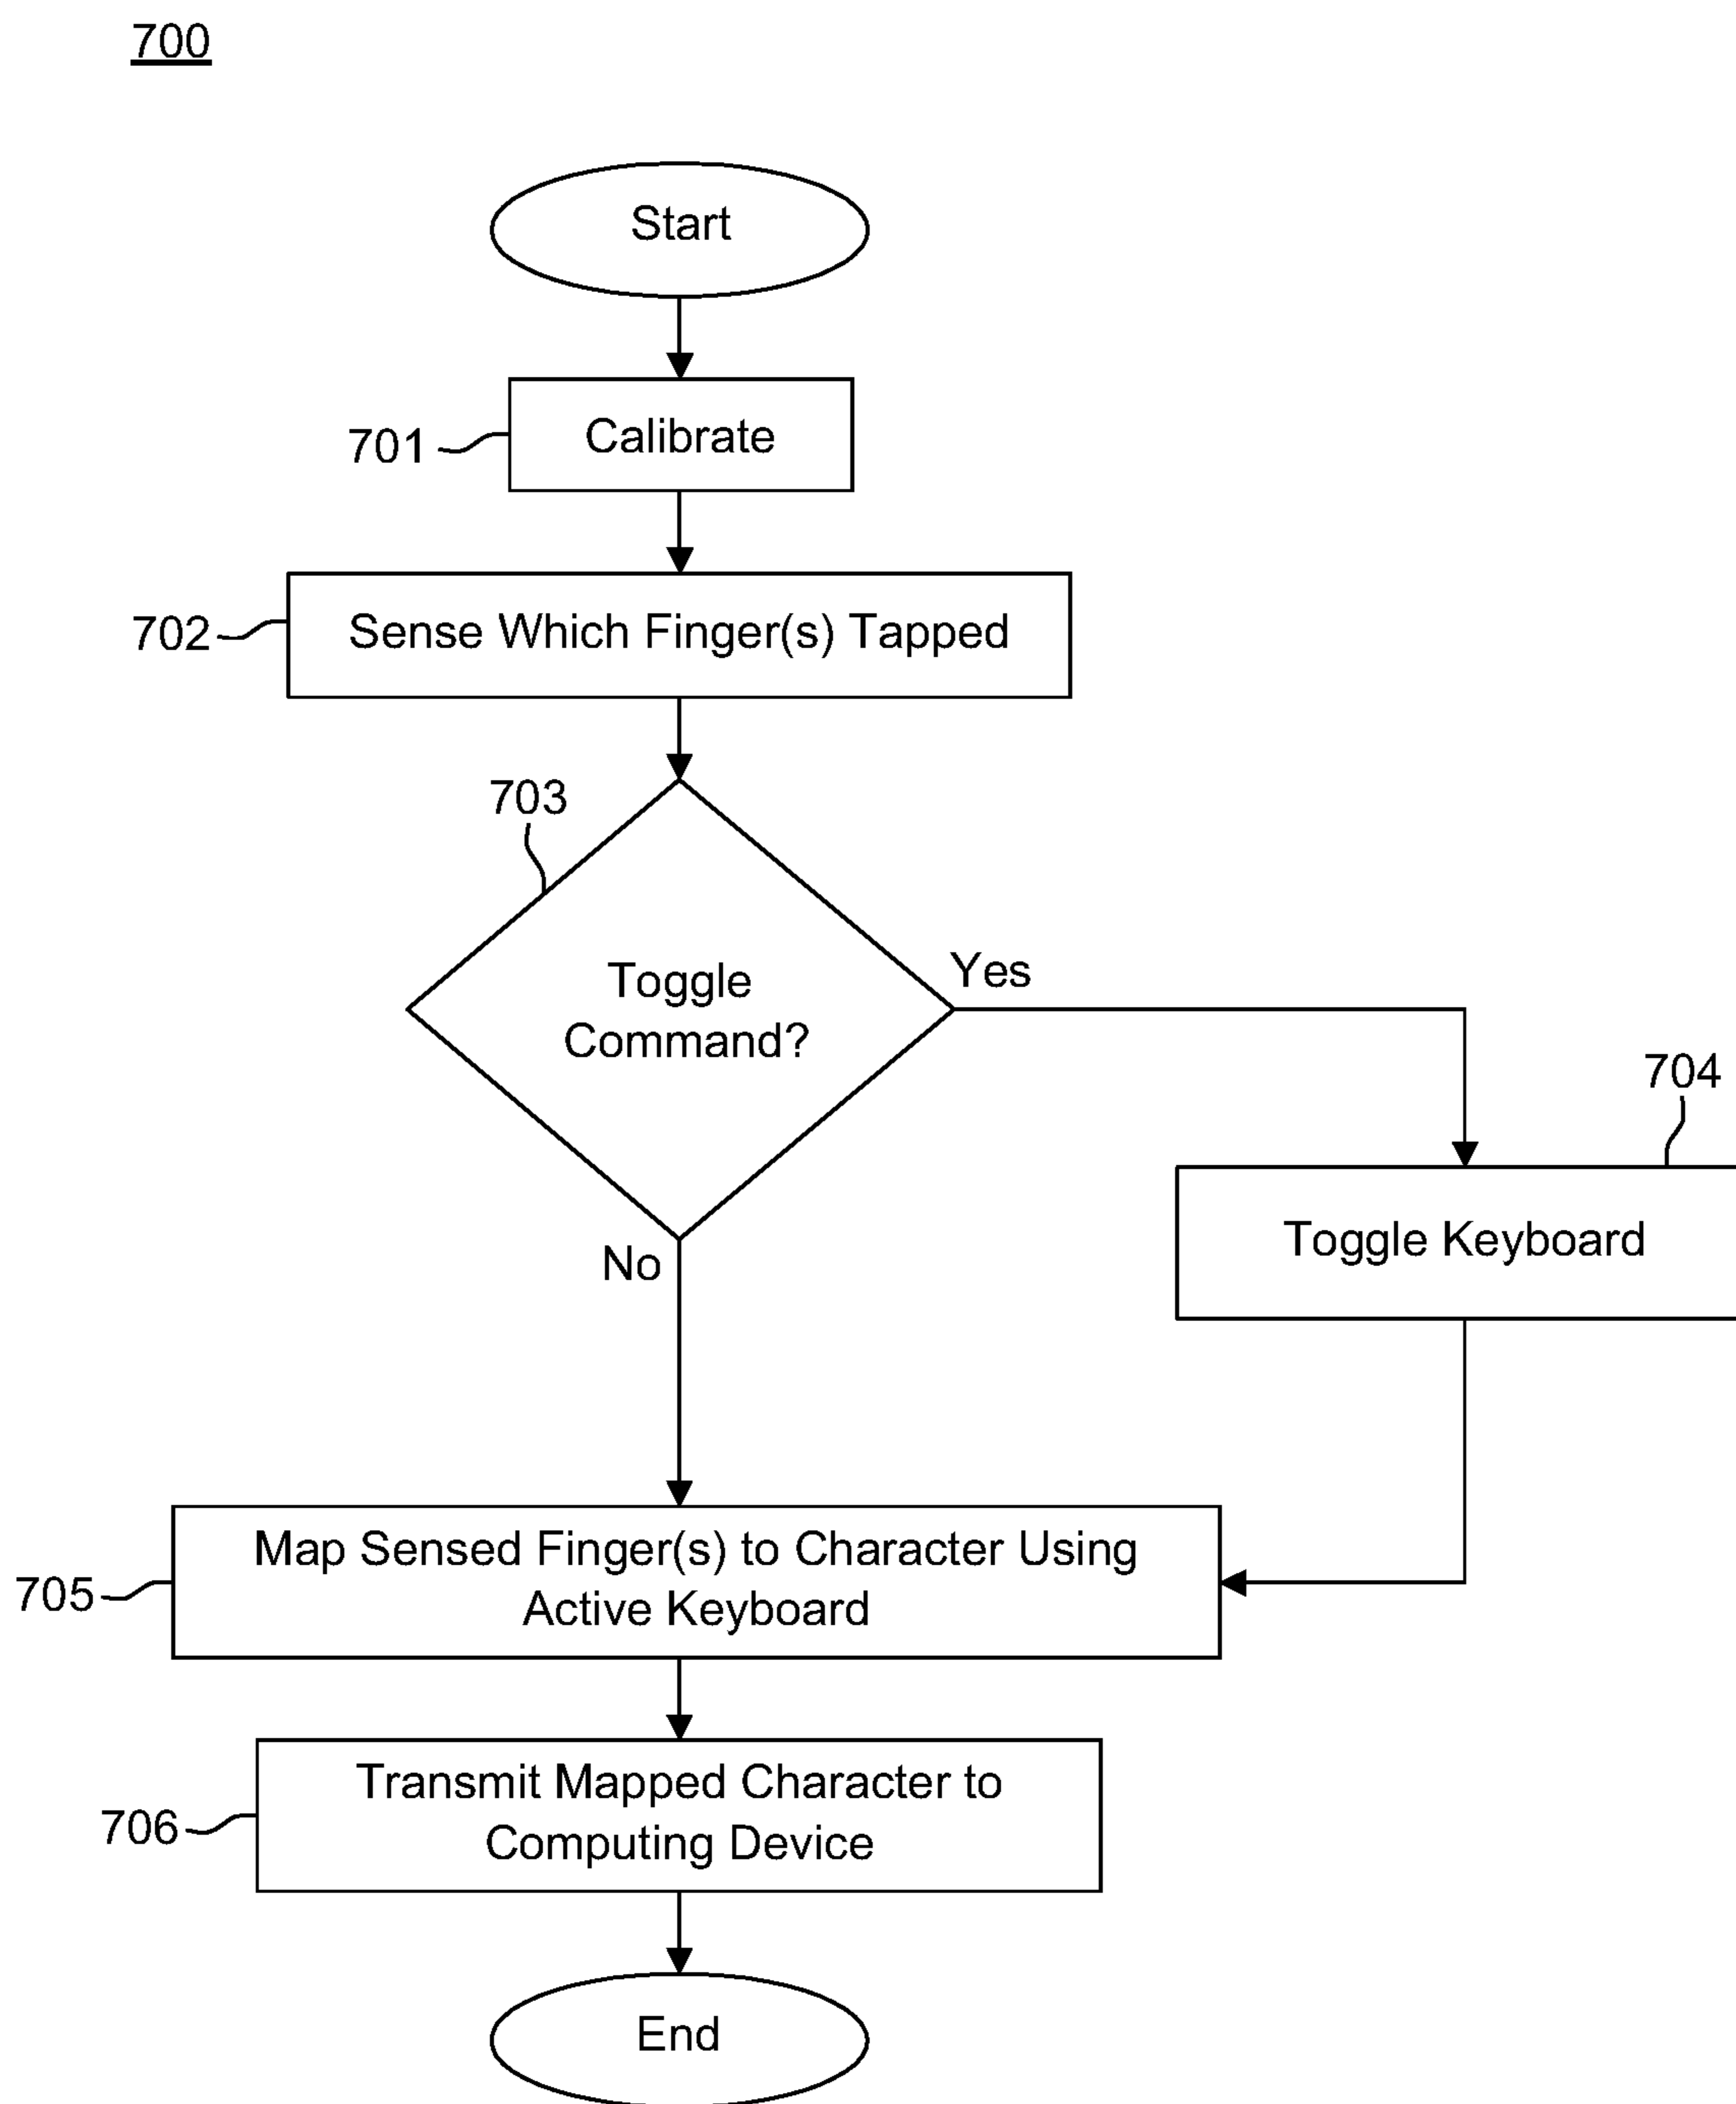 700
Start
701
Calibrate
702
Sense Which Finger(s) Tapped
703
Toggle
Command?
Yes
704
Toggle Keyboard
No
705
Map Sensed Finger(s) to Character Using
Active Keyboard
706
Transmit Mapped Character to
Computing Device
End